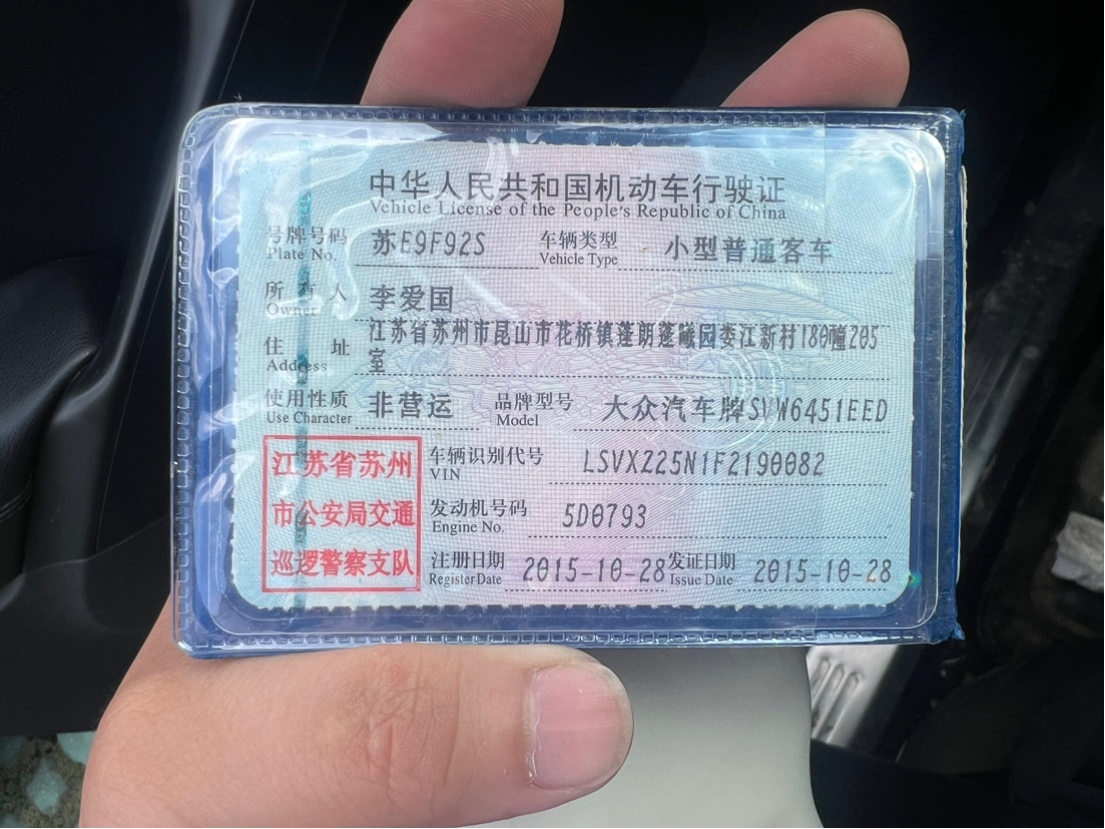 中华人民共和国机动车行驶证
Vehicle License of the People's Republic of China
号牌号码 苏E9F92S 车辆类型 小型普通客车
Plate No. Vehicle Type
所有人 李爱国
Owner
江苏省苏州市昆山市花桥镇蓬朗蓬曦园娄江新村180幢205
住址 室
Address
使用性质 非营运 品牌型号 大众汽车牌SVW6451EED
Use Character Model
江苏省苏州 车辆识别代号 LSVXZ25N1F2190082
VIN
市公安局交通 发动机号码 5D0793
Engine No.
巡逻警察支队 注册日期 2015-10-28 发证日期 2015-10-28
Register Date Issue Date